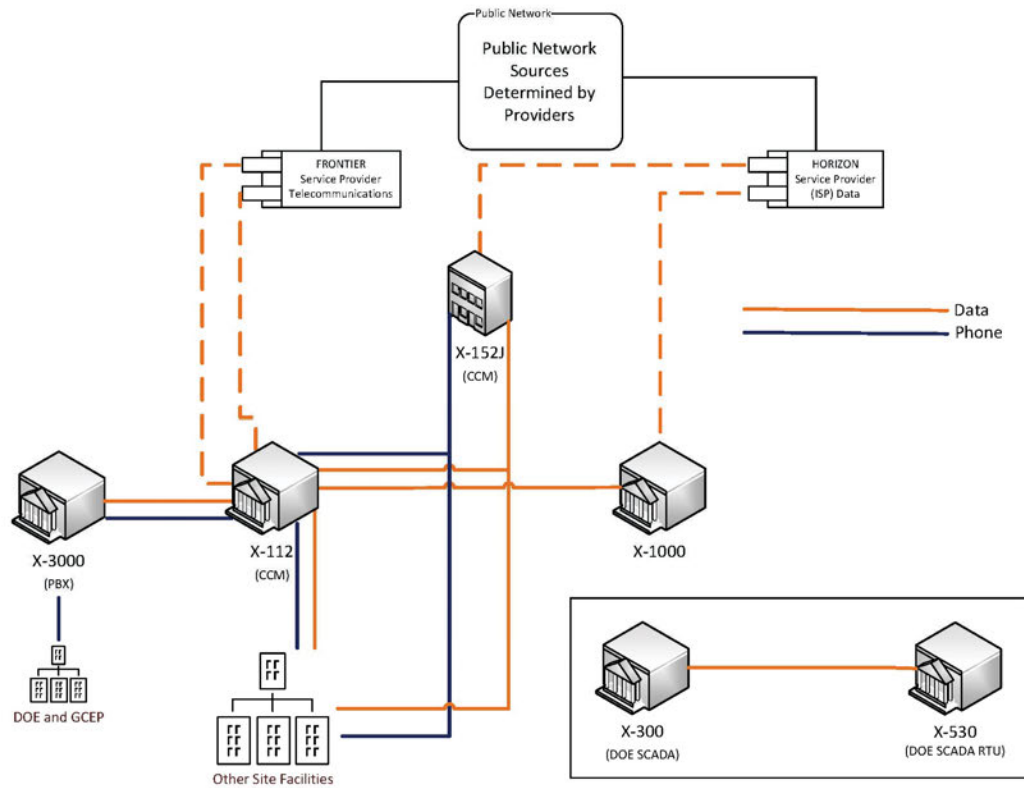 Public Network
Public Network
Sources
Determined by
Providers
FRONTIER
Service Provider
Telecommunications
HORIZON
Service Provider
(ISP) Data
Data
Phone
X-152J
(CCM)
X-3000
(PBX)
X-112
(CCM)
X-1000
DOE and GCEP
Other Site Facilities
X-300
(DOE SCADA)
X-530
(DOE SCADA RTU)